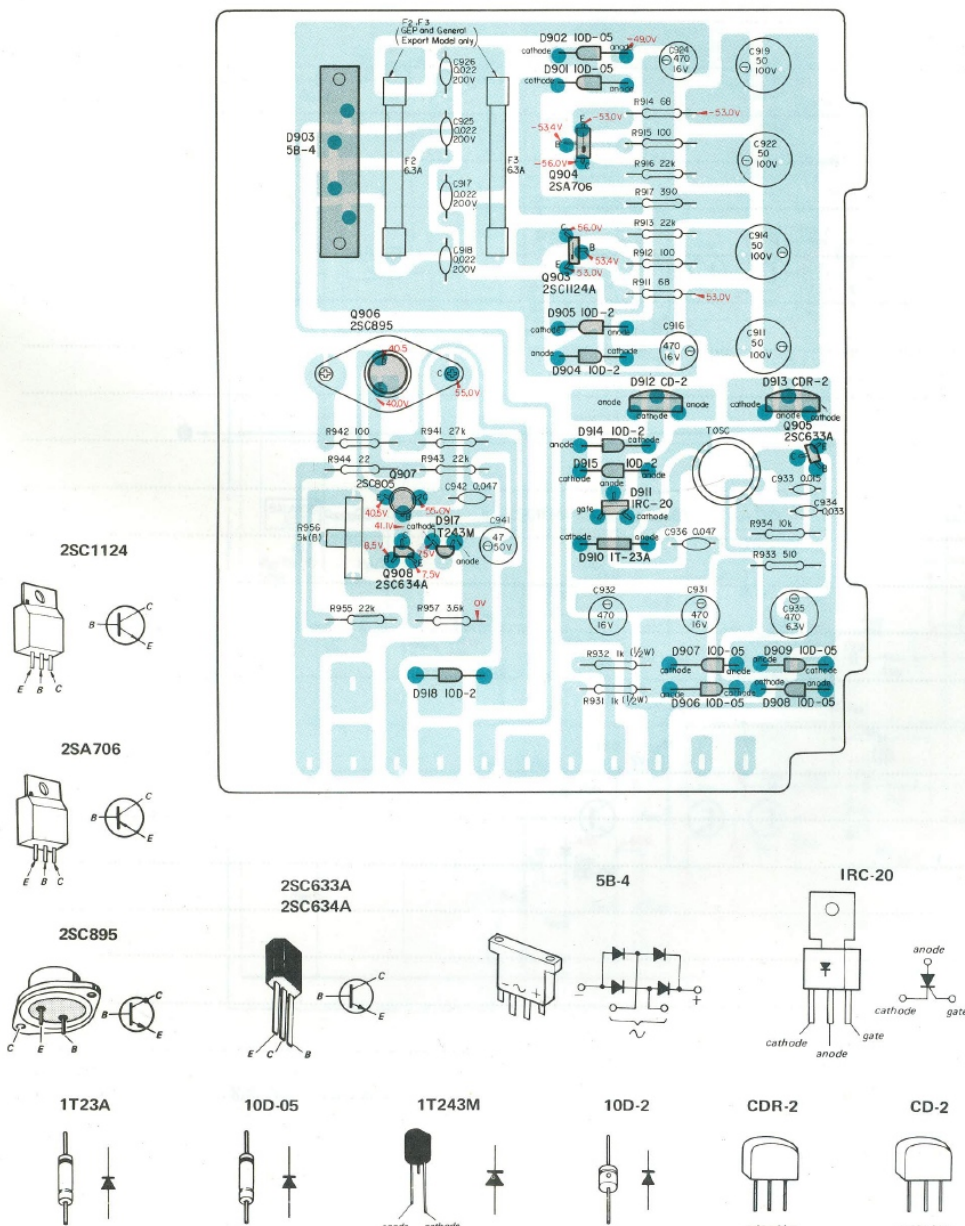 F2, F3
GEP and General
Export Model only
D903
5B-4
F2
6.3A
F3
6.3A
C926
0.022
200V
C925
0.022
200V
C917
0.022
200V
C918
0.022
200V
D902 10D-05
cathode
anode
-49.0V
D901 10D-05
cathode
anode
C924
470
16V
C919
50
100V
R914 68
-53.0V
E
-53.0V
-53.4V
B
R915 100
-56.0V
R916 22k
Q904
2SA706
C922
50
100V
R917 390
R913 22k
C
56.0V
B
R912 100
53.4V
E
53.0V
Q903
2SC1124A
R911 68
53.0V
C914
50
100V
D905 10D-2
cathode
anode
D904 10D-2
anode
cathode
C916
470
16V
C911
50
100V
Q906
2SC895
40.5
40.0V
C
55.0V
D912 CD-2
anode
anode
cathode
D913 CDR-2
cathode
anode
cathode
Q905
2SC633A
C
E
B
T.OSC
R942 100
R941 27k
R944 22
R943 22k
Q907
2SC805
C942 0.047
40.5V
55.0V
41.1V
D917
1T243M
cathode
anode
C941
47
50V
R956
5k(B)
8.5V
7.5V
Q908
2SC634A
R955 22k
R957 3.6k
0V
D918 10D-2
D914 10D-2
anode
cathode
D915 10D-2
cathode
anode
anode
D911
IRC-20
gate
cathode
D910 1T-23A
C936 0.047
C933 0.015
C934
0.033
R934 10k
R933 510
C932
470
16V
C931
470
16V
C935
470
6.3V
R932 1k (½W)
R931 1k (½W)
D907 10D-05
cathode
anode
D909 10D-05
anode
cathode
D906 10D-05
cathode
anode
D908 10D-05
anode
cathode
2SC1124
E B C
B
C
E
2SA706
E B C
B
C
E
2SC895
C E B
B
C
E
2SC633A
2SC634A
E C B
B
C
E
5B-4
- ~ +
-
+
~
IRC-20
cathode
anode
gate
anode
cathode
gate
1T23A
10D-05
1T243M
anode cathode
10D-2
CDR-2
CD-2